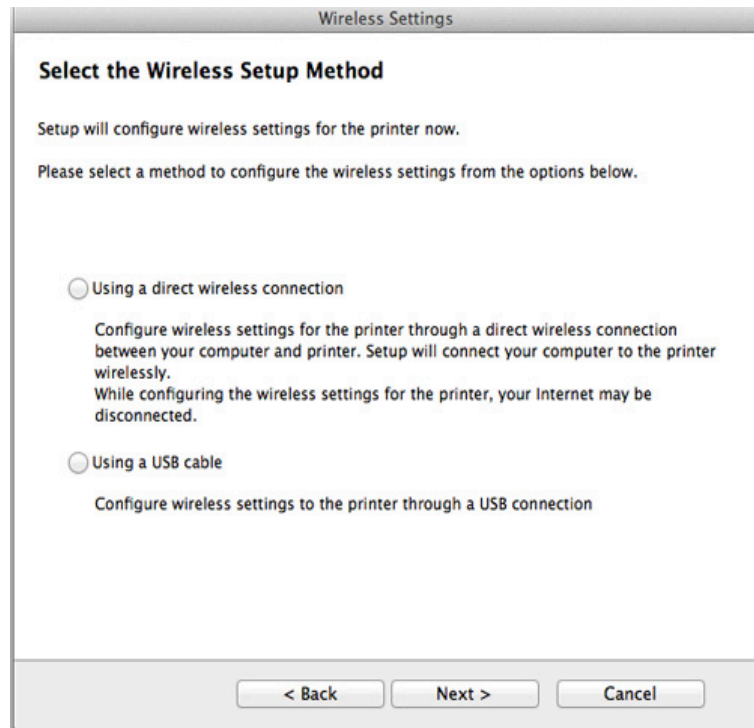 Wireless Settings
Select the Wireless Setup Method
Setup will configure wireless settings for the printer now.
Please select a method to configure the wireless settings from the options below.
Using a direct wireless connection
Configure wireless settings for the printer through a direct wireless connection
between your computer and printer. Setup will connect your computer to the printer
wirelessly.
While configuring the wireless settings for the printer, your Internet may be
disconnected.
Using a USB cable
Configure wireless settings to the printer through a USB connection
< Back Next > Cancel